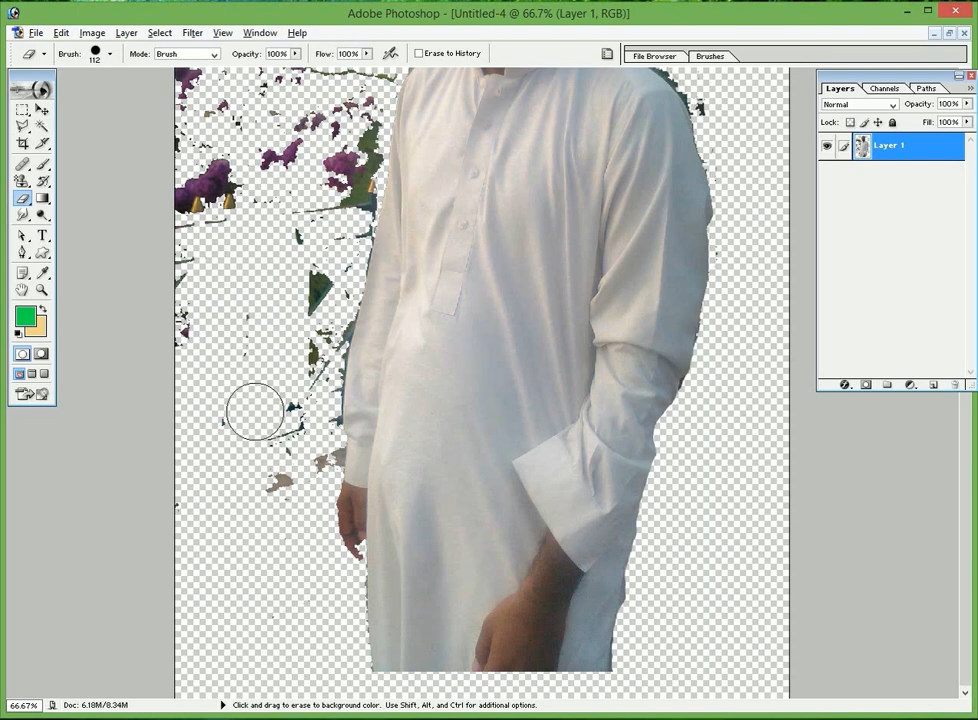 Adobe Photoshop - [Untitled-4 @ 66.7% (Layer 1, RGB)]
File Edit Image Layer Select Filter View Window Help
Brush: 112 Mode: Brush Opacity: 100% Flow: 100% Erase to History File Browser Brushes
Layers Channels Paths
Normal Opacity: 100%
Lock: Fill: 100%
Layer 1
T
66.67% Doc: 6.18M/8.34M Click and drag to erase to background color. Use Shift, Alt, and Ctrl for additional options.